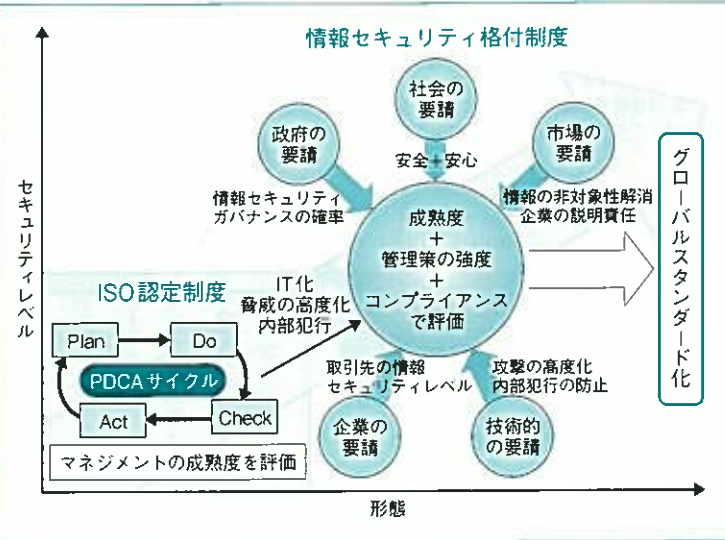 情報セキュリティ格付制度
社会の
要請
政府の
要請
市場の
要請
安全+安心
情報セキュリティ
ガバナンスの確率
情報の非対象性解消
企業の説明責任
成熟度
+
管理策の強度
+
コンプライアンス
で評価
グローバルスタンダード化
セキュリティレベル
ISO認定制度
IT化
脅威の高度化
内部犯行
Plan
Do
PDCAサイクル
Act
Check
マネジメントの成熟度を評価
取引先の情報
セキュリティレベル
攻撃の高度化
内部犯行の防止
企業の
要請
技術的
の要請
形態